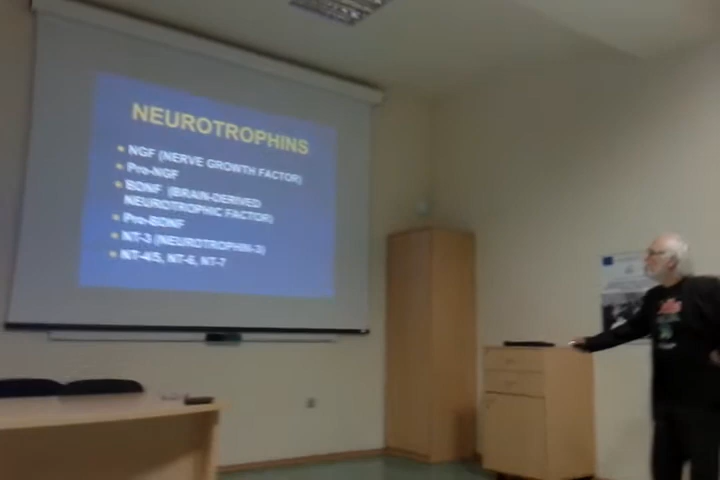 NEUROTROPHINS
NGF (NERVE GROWTH FACTOR)
Pro-NGF
BDNF (BRAIN-DERIVED
NEUROTROPHIC FACTOR)
Pro-BDNF
NT-3 (NEUROTROPHIN-3)
NT-4/5, NT-6, NT-7